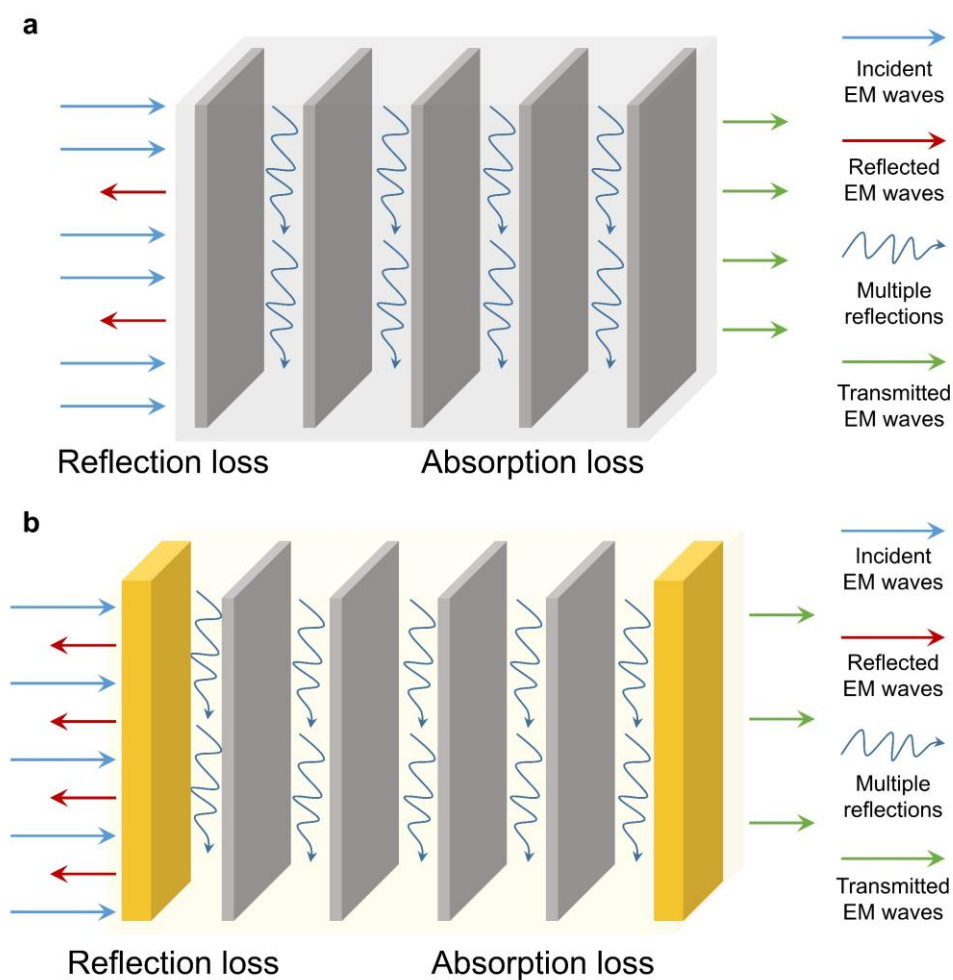 a
Incident
EM waves
Reflected
EM waves
Multiple
reflections
Transmitted
EM waves
Reflection loss
Absorption loss
b
Incident
EM waves
Reflected
EM waves
Multiple
reflections
Transmitted
EM waves
Reflection loss
Absorption loss